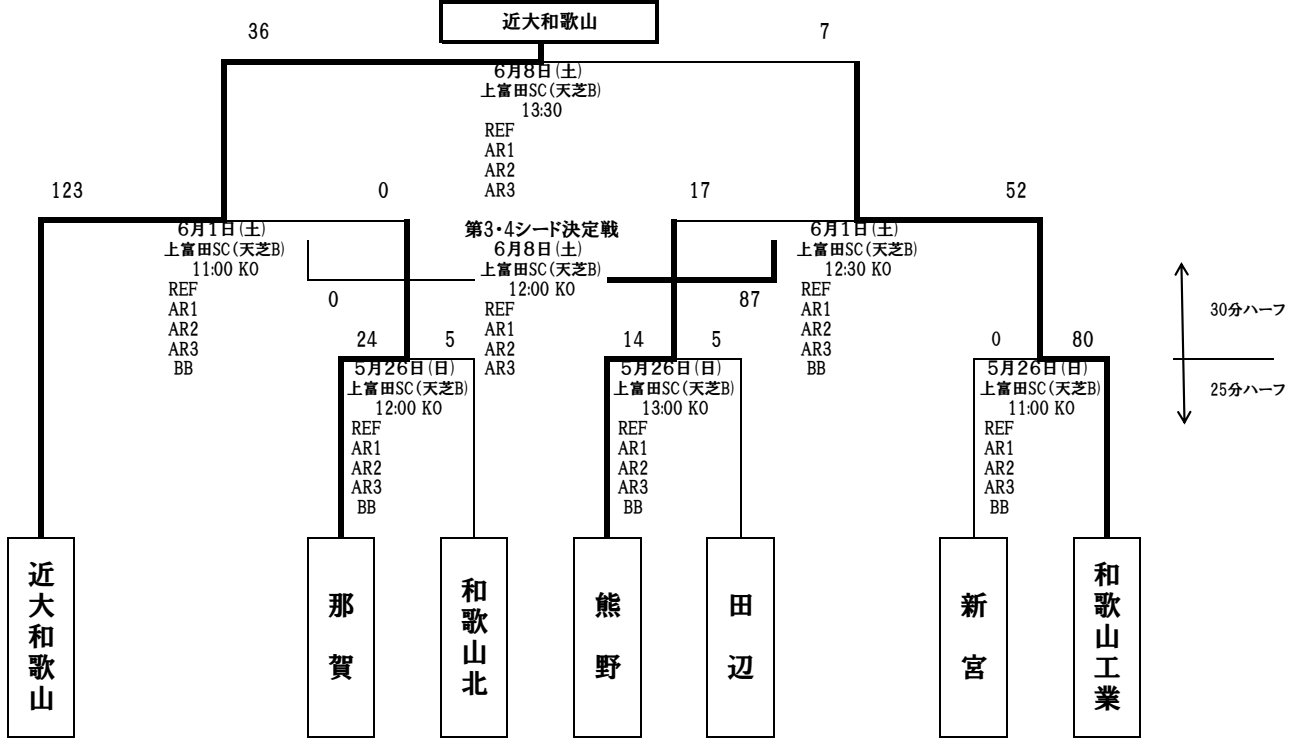 近大和歌山
36
7
6月8日(土)
上富田SC(天芝B)
13:30
REF
AR1
AR2
AR3
123
0
17
52
6月1日(土)
上富田SC(天芝B)
11:00 KO
REF
AR1
AR2
AR3
BB
第3・4シード決定戦
6月8日(土)
上富田SC(天芝B)
12:00 KO
REF
AR1
AR2
AR3
0
87
6月1日(土)
上富田SC(天芝B)
12:30 KO
REF
AR1
AR2
AR3
BB
30分ハーフ
25分ハーフ
24
5
5月26日(日)
上富田SC(天芝B)
12:00 KO
REF
AR1
AR2
AR3
BB
14
5
5月26日(日)
上富田SC(天芝B)
13:00 KO
REF
AR1
AR2
AR3
BB
0
80
5月26日(日)
上富田SC(天芝B)
11:00 KO
REF
AR1
AR2
AR3
BB
近大和歌山
那賀
和歌山北
熊野
田辺
新宮
和歌山工業